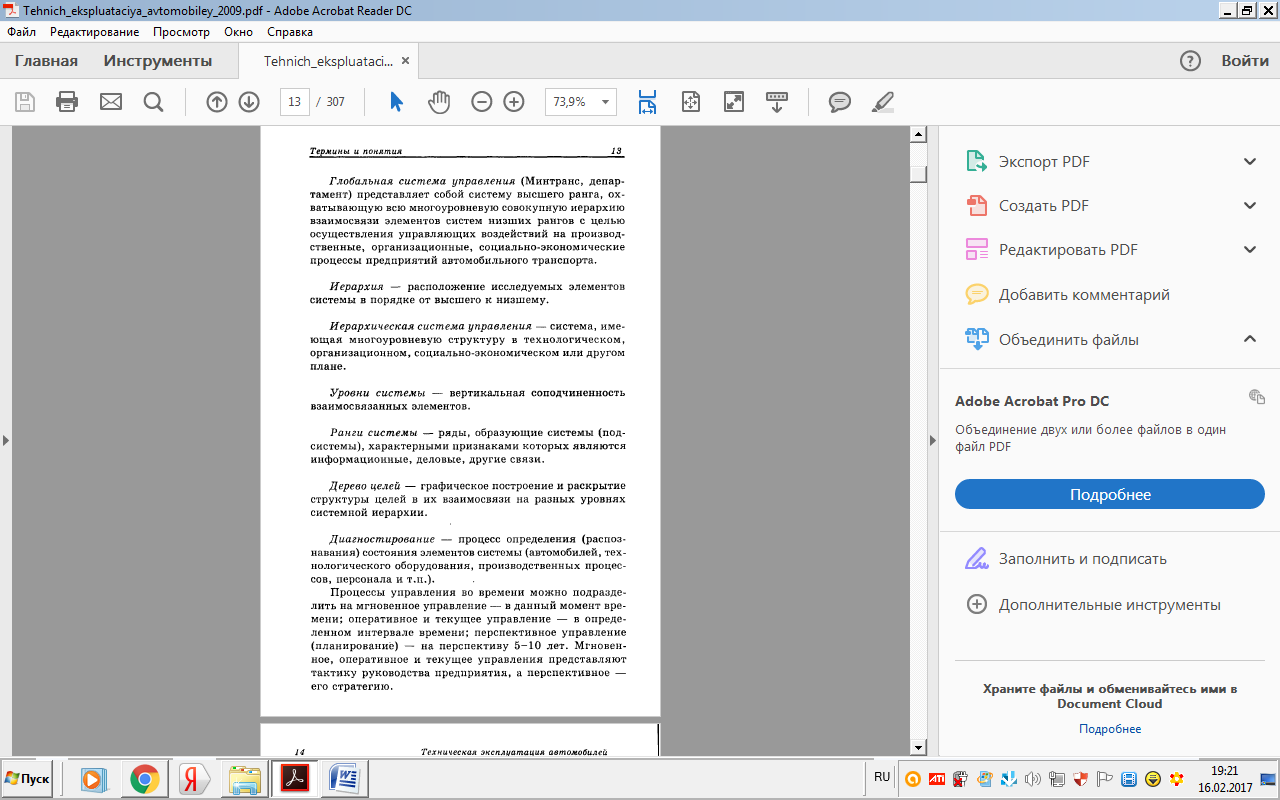 Tehnich_ekspluataciya_avtomobiley_2009.pdf - Adobe Acrobat Reader DC
Файл Редактирование Просмотр Окно Справка
Главная Инструменты Tehnich_ekspluataci... Войти
13 / 307 73,9%
Термины и понятия 13
Глобальная система управления (Минтранс, депар-
тамент) представляет собой систему высшего ранга, ох-
ватывающую всю многоуровневую совокупную иерархию
взаимосвязи элементов систем низших рангов с целью
осуществления управляющих воздействий на производ-
ственные, организационные, социально-экономические
процессы предприятий автомобильного транспорта.
Иерархия — расположение исследуемых элементов
системы в порядке от высшего к низшему.
Иерархическая система управления — система, име-
ющая многоуровневую структуру в технологическом,
организационном, социально-экономическом или другом
плане.
Уровни системы — вертикальная соподчиненность
взаимосвязанных элементов.
Ранги системы — ряды, образующие системы (под-
системы), характерными признаками которых являются
информационные, деловые, другие связи.
Дерево целей — графическое построение и раскрытие
структуры целей в их взаимосвязи на разных уровнях
системной иерархии.
Диагностирование — процесс определения (распоз-
навания) состояния элементов системы (автомобилей, тех-
нологического оборудования, производственных процес-
сов, персонала и т.п.).
Процессы управления во времени можно подразде-
лить на мгновенное управление — в данный момент вре-
мени; оперативное и текущее управление — в опреде-
ленном интервале времени; перспективное управление
(планирование) — на перспективу 5–10 лет. Мгновен-
ное, оперативное и текущее управления представляют
тактику руководства предприятия, а перспективное —
его стратегию.
14 Техническая эксплуатация автомобилей
Экспорт PDF
Создать PDF
Редактировать PDF
Добавить комментарий
Объединить файлы
Adobe Acrobat Pro DC
Объединение двух или более файлов в один
файл PDF
Подробнее
Заполнить и подписать
Дополнительные инструменты
Храните файлы и обменивайтесь ими в
Document Cloud
Подробнее
Пуск RU ATI 19:21
16.02.2017